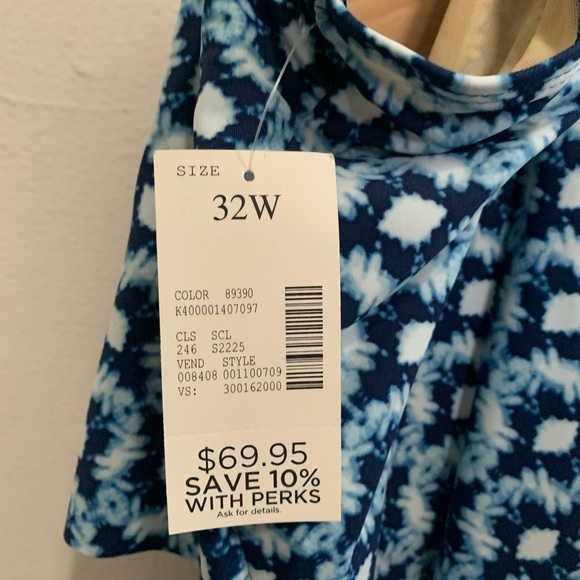 SIZE
32W
COLOR 89390
K400001407097
CLS SCL
246 S2225
VEND STYLE
008408 001100709
VS: 300162000
$69.95
SAVE 10%
WITH PERKS
Ask for details.